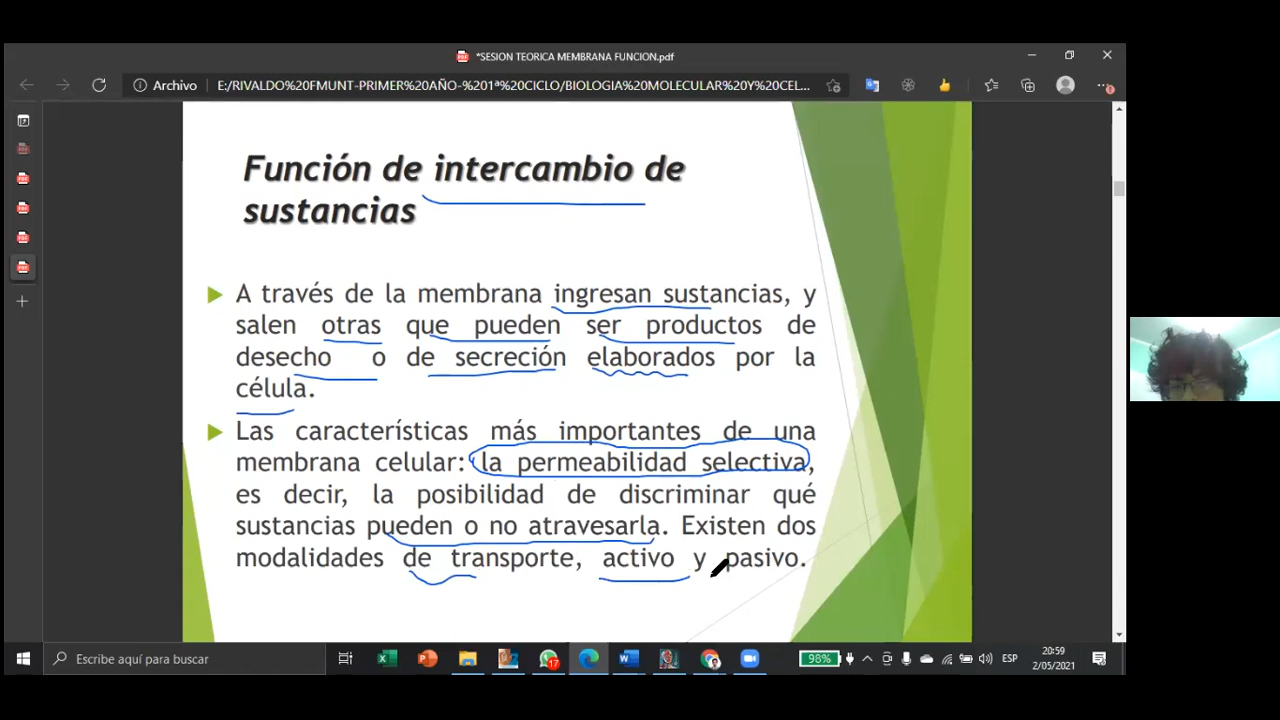 *SESION TEORICA MEMBRANA FUNCION.pdf
Archivo
E:/RIVALDO%20FMUNT-PRIMER%20AÑO-%201ª%20CICLO/BIOLOGIA%20MOLECULAR%20Y%20CEL...
Función de intercambio de
sustancias
A través de la membrana ingresan sustancias, y
salen otras que pueden ser productos de
desecho o de secreción elaborados por la
célula.
Las características más importantes de una
membrana celular: la permeabilidad selectiva,
es decir, la posibilidad de discriminar qué
sustancias pueden o no atravesarla. Existen dos
modalidades de transporte, activo y pasivo.
Escribe aquí para buscar
17
98%
ESP
20:59
2/05/2021